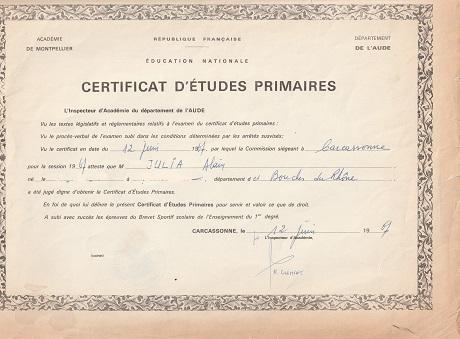 ACADÉMIE
DE MONTPELLIER
RÉPUBLIQUE FRANÇAISE
DÉPARTEMENT
DE L'AUDE
ÉDUCATION NATIONALE
CERTIFICAT D'ÉTUDES PRIMAIRES
L'Inspecteur d'Académie du département de l'AUDE
Vu les textes législatifs et réglementaires relatifs à l'examen du certificat d'études primaires :
Vu le procès-verbal de l'examen subi dans les conditions déterminées par les arrêtés susvisés ;
Vu le certificat en date du 12 Juin 1967, par lequel la Commission siégeant à Carcassonne
pour la session 1967 atteste que M JULIA Alain
né le département d Bouches du Rhône
a été jugé digne d'obtenir le Certificat d'Études Primaires.
En foi de quoi lui délivre le présent Certificat d'Études Primaires pour servir et valoir ce que de droit.
A subi avec succès les épreuves du Brevet Sportif scolaire de l'Enseignement du 1er degré.
CARCASSONNE, le 12 Juin 1967
L'Inspecteur d'Académie,